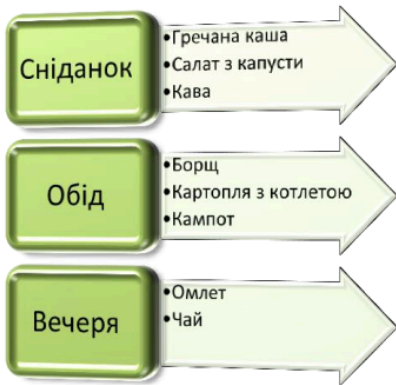 Сніданок
•Гречана каша
•Салат з капусти
•Кава
Обід
•Борщ
•Картопля з котлетою
•Кампот
Вечеря
•Омлет
•Чай